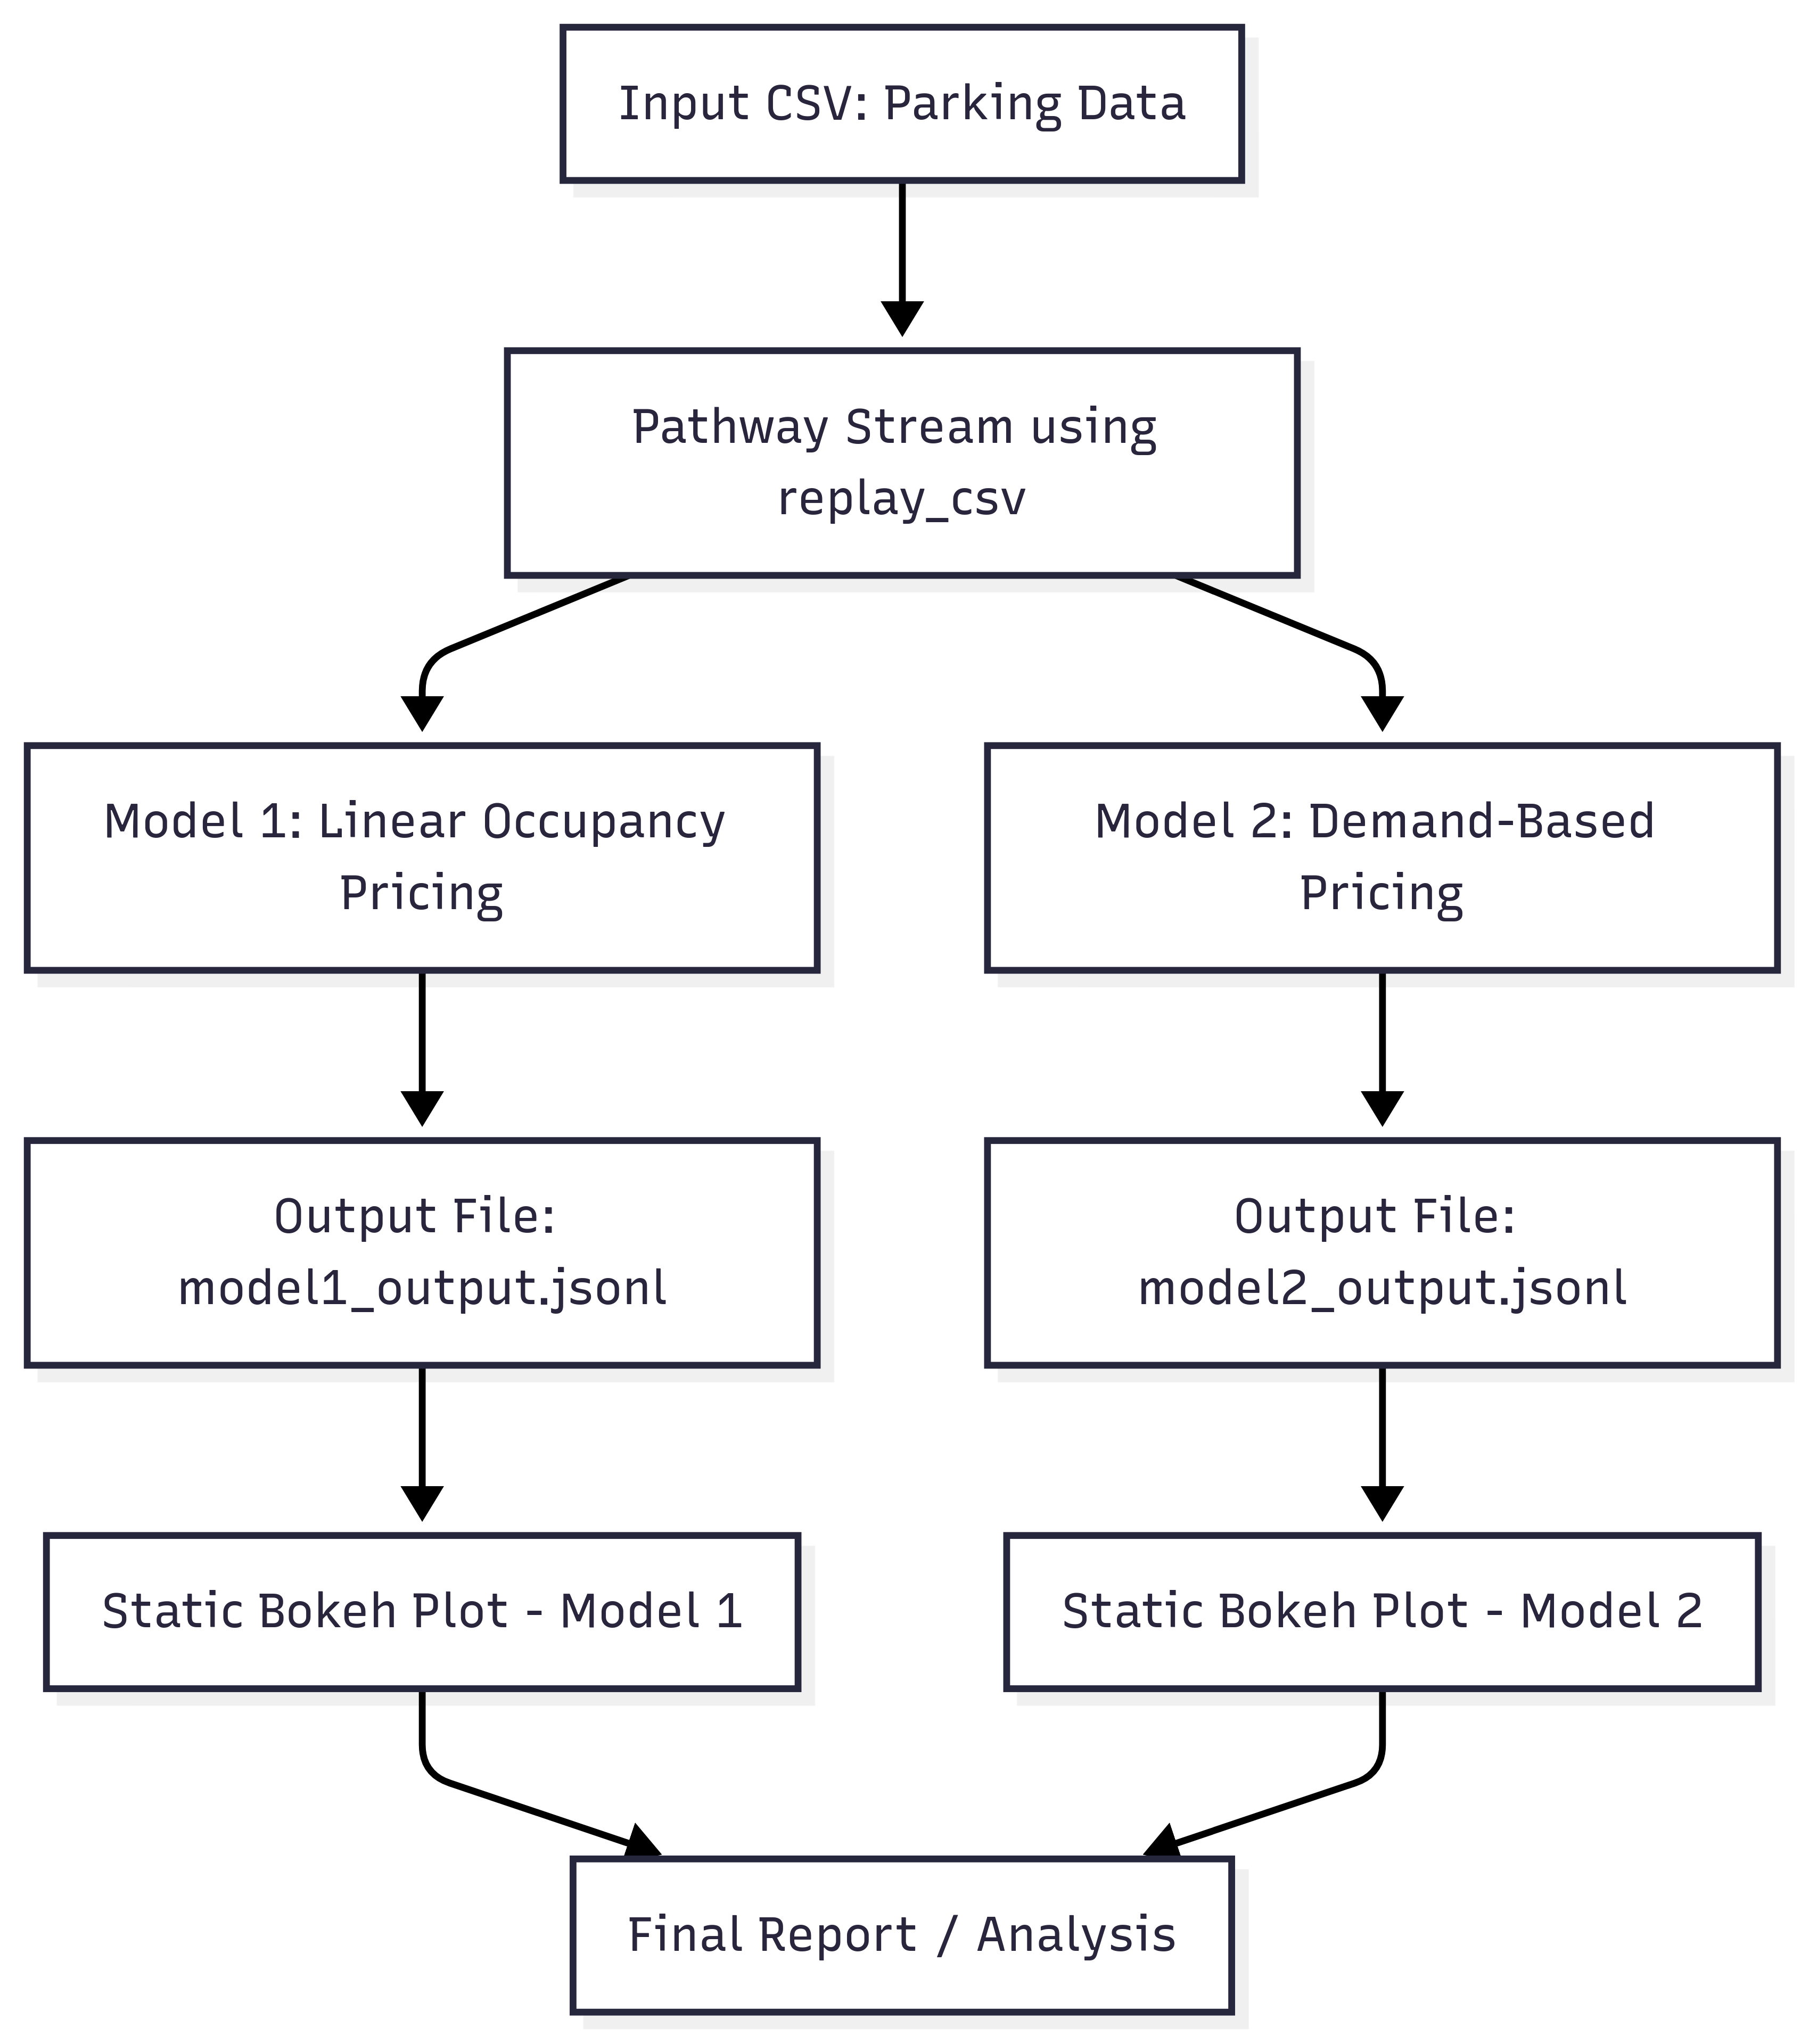 Input CSV: Parking Data
Pathway Stream using
replay_csv
Model 1: Linear Occupancy
Pricing
Model 2: Demand-Based
Pricing
Output File:
model1_output.jsonl
Output File:
model2_output.jsonl
Static Bokeh Plot - Model 1
Static Bokeh Plot - Model 2
Final Report / Analysis